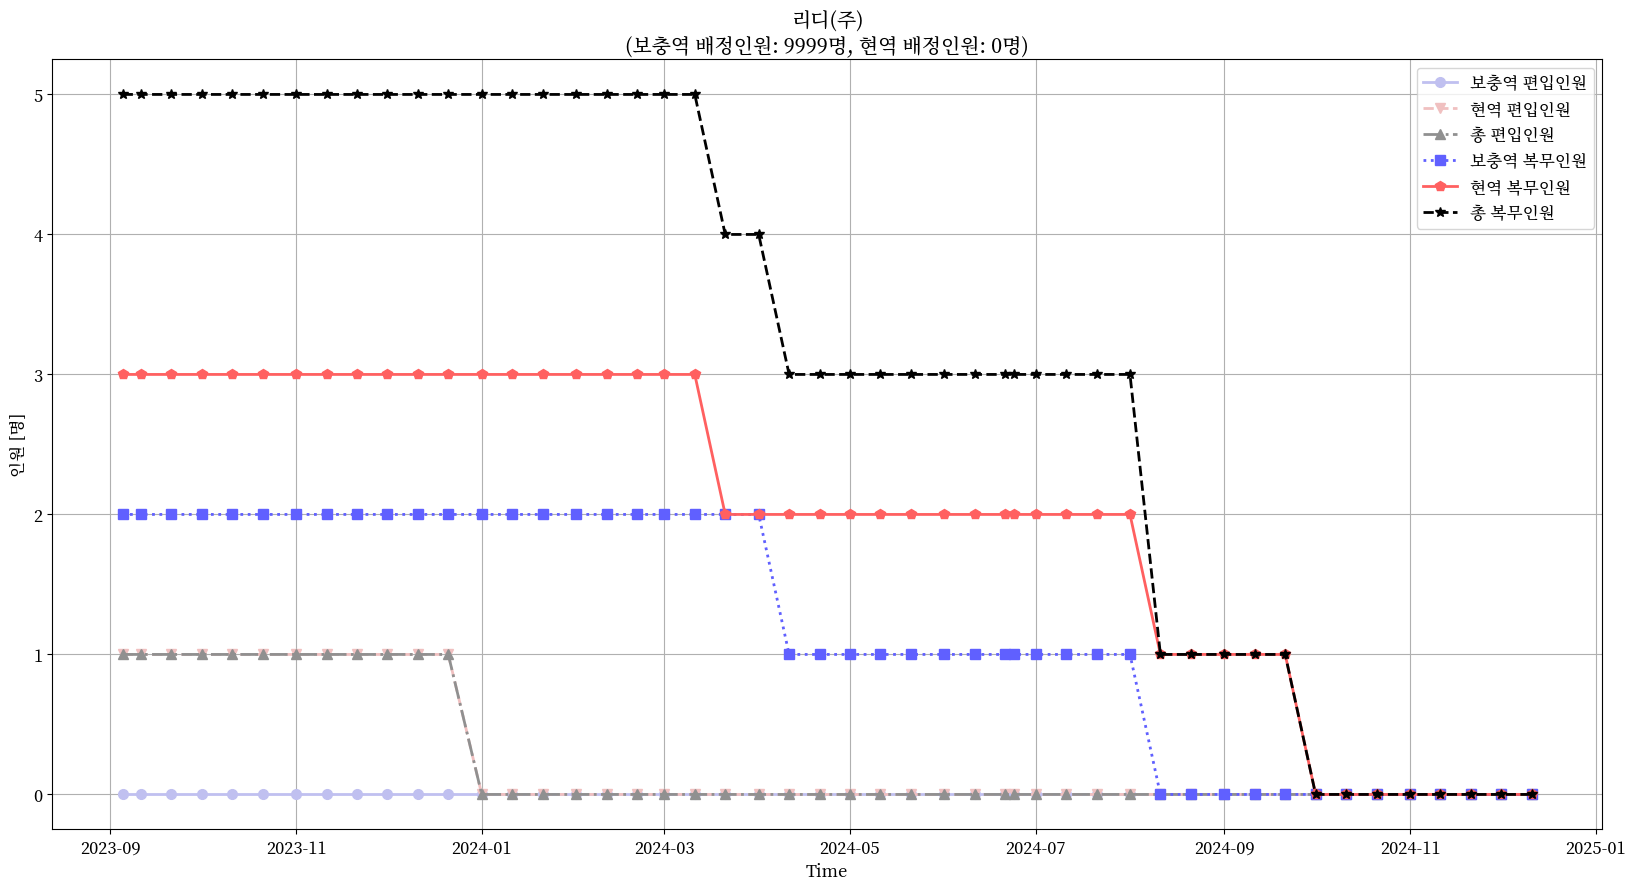 리디(주)
(보충역 배정인원: 9999명, 현역 배정인원: 0명)
보충역 편입인원
현역 편입인원
총 편입인원
보충역 복무인원
현역 복무인원
총 복무인원
인원 [명]
5
4
3
2
1
0
2023-09 2023-11 2024-01 2024-03 2024-05 2024-07 2024-09 2024-11 2025-01
Time